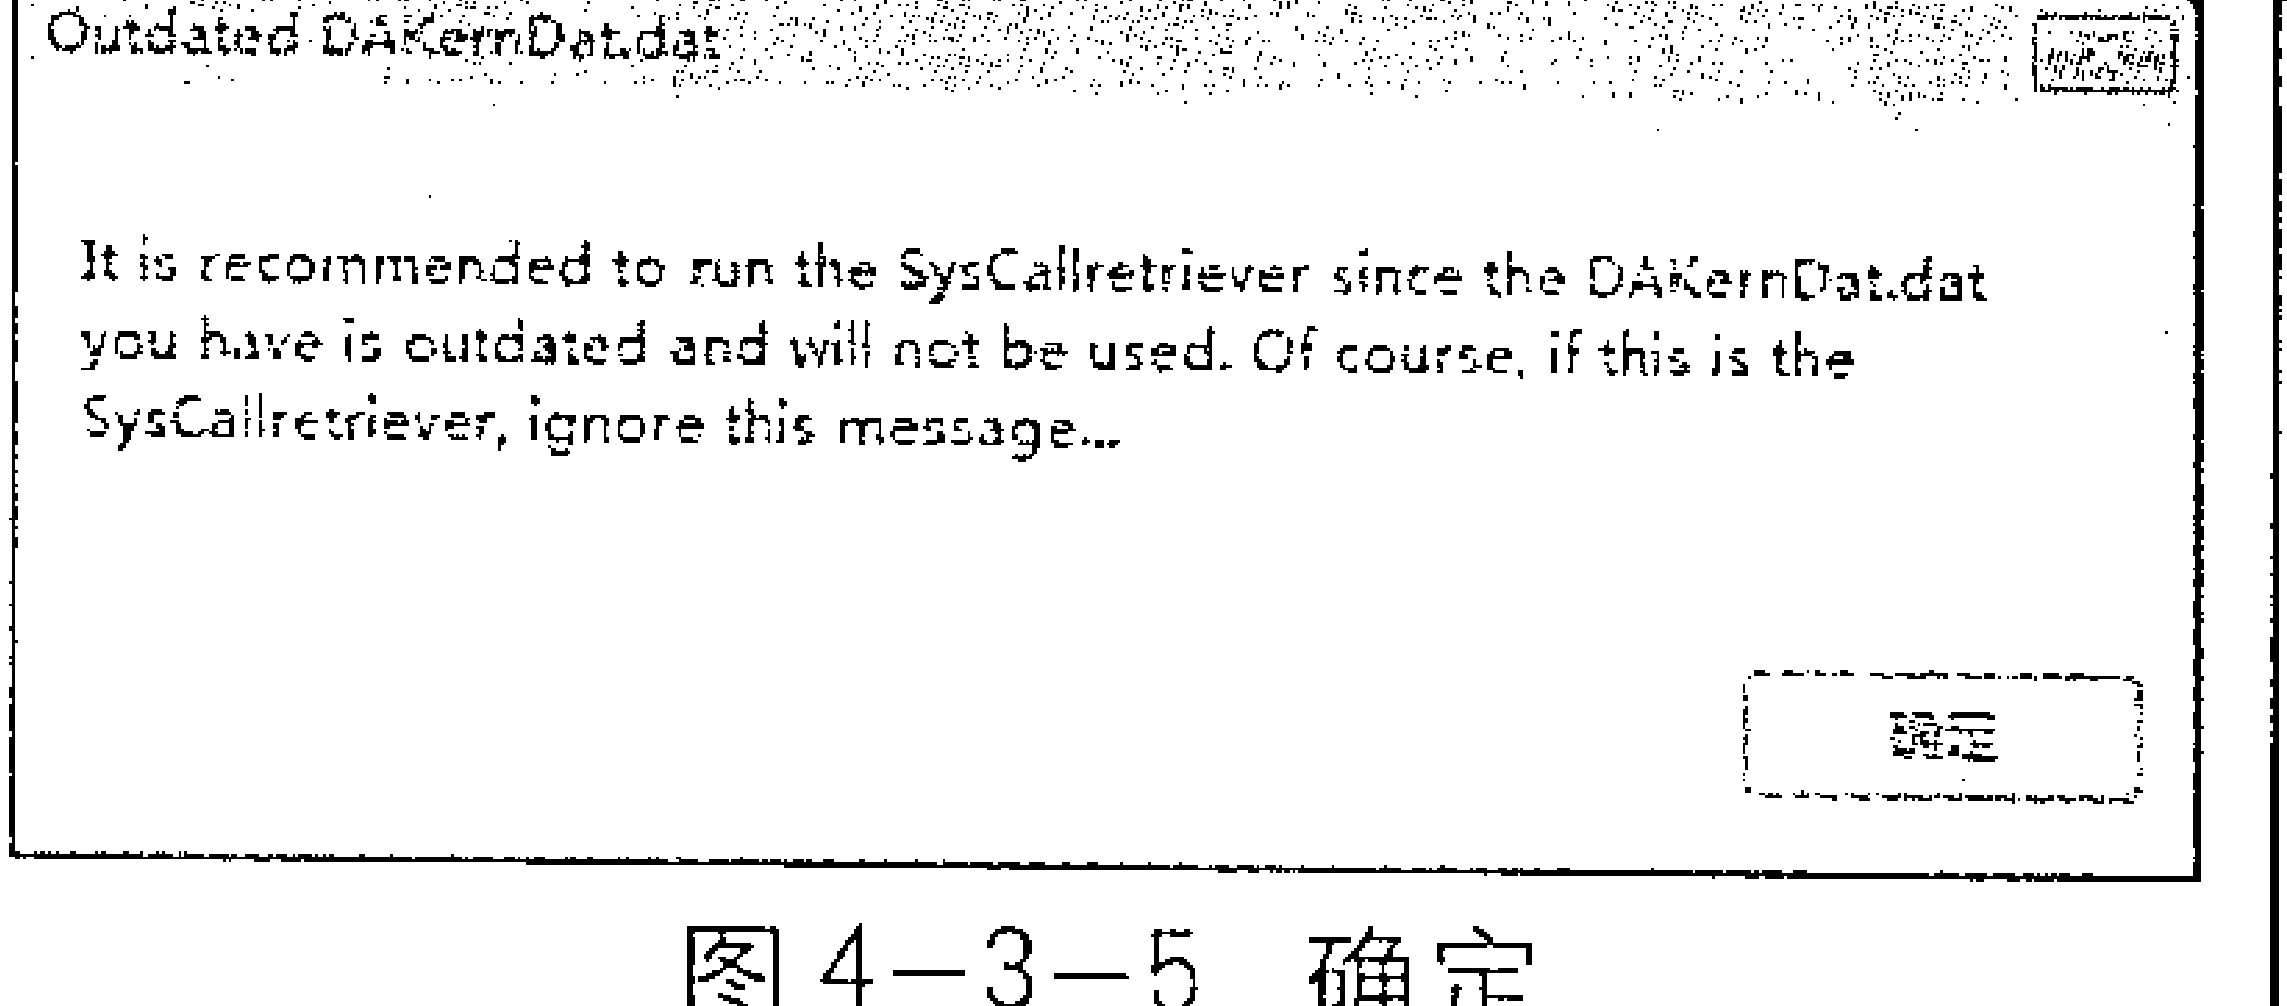 Outdated DAKernDat.dat
It is recommended to run the SysCallretriever since the DAKernDat.dat
you have is outdated and will not be used. Of course, if this is the
SysCallretriever, ignore this message...
确定
图 4－3－5 确定